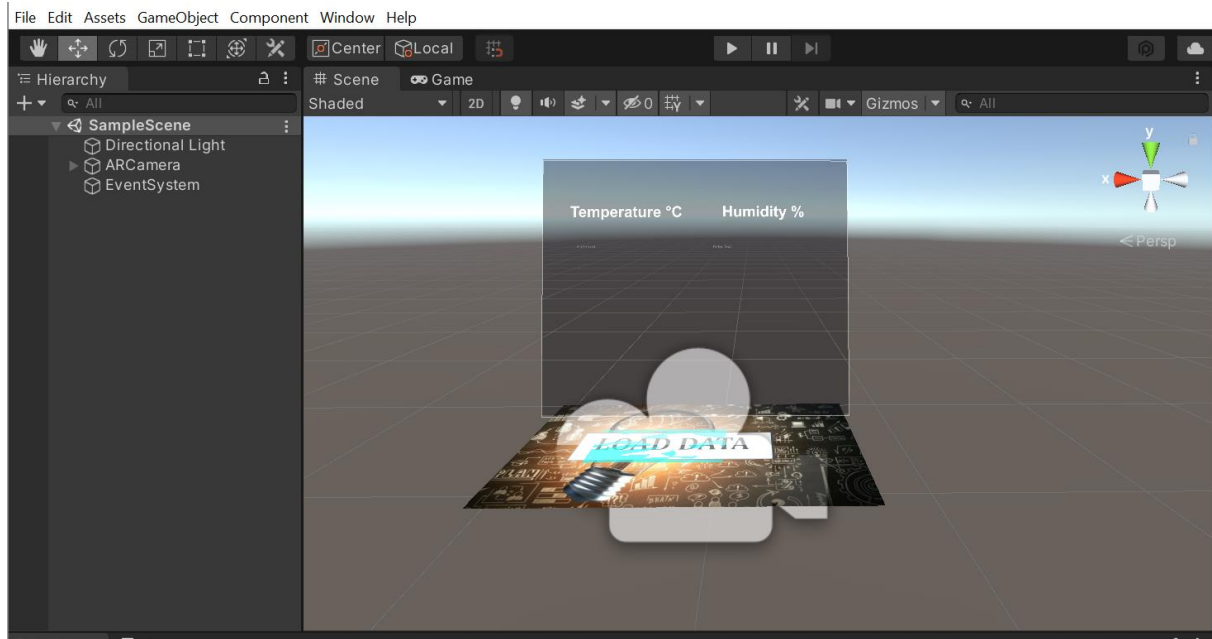 File Edit Assets GameObject Component Window Help
Center Local
Hierarchy
# Scene Game
All
Shaded 2D 0 Gizmos All
SampleScene
Directional Light
ARCamera
EventSystem
y
x
Persp
Temperature °C Humidity %
LOAD DATA